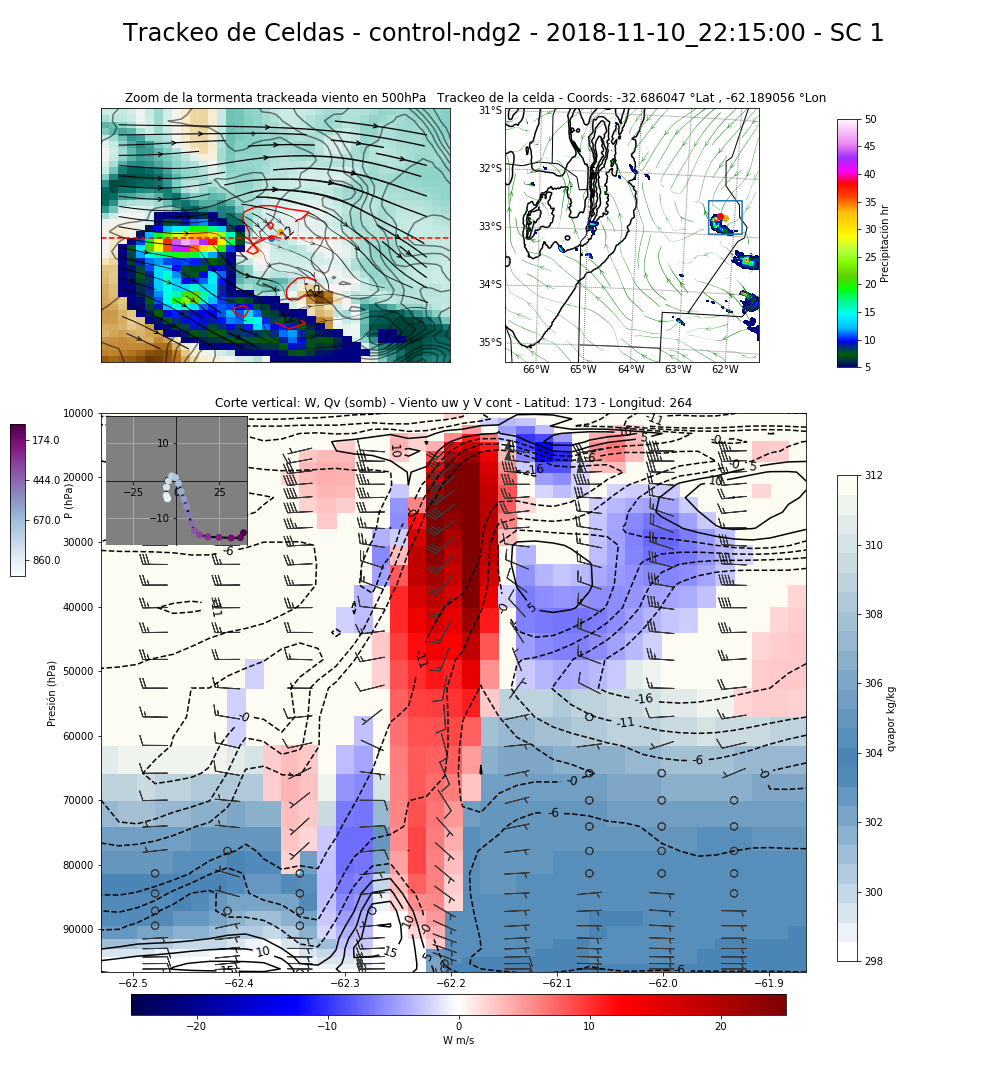 Trackeo de Celdas - control-ndg2 - 2018-11-10_22:15:00 - SC 1
Zoom de la tormenta trackeada viento en 500hPa Trackeo de la celda - Coords: -32.686047 °Lat , -62.189056 °Lon
31°S
32°S
33°S
34°S
35°S
66°W 65°W 64°W 63°W 62°W
50
45
40
35
30
25
20
15
10
5
Precipitación hr
Corte vertical: W, Qv (somb) - Viento uw y V cont - Latitud: 173 - Longitud: 264
174.0
444.0
670.0
860.0
P (hPa)
10
−25 0 25
−10
10000
20000
30000
40000
50000
60000
70000
80000
90000
Presión (hPa)
−62.5 −62.4 −62.3 −62.2 −62.1 −62.0 −61.9
312
310
308
306
304
302
300
298
qvapor kg/kg
−20 −10 0 10 20
W m/s